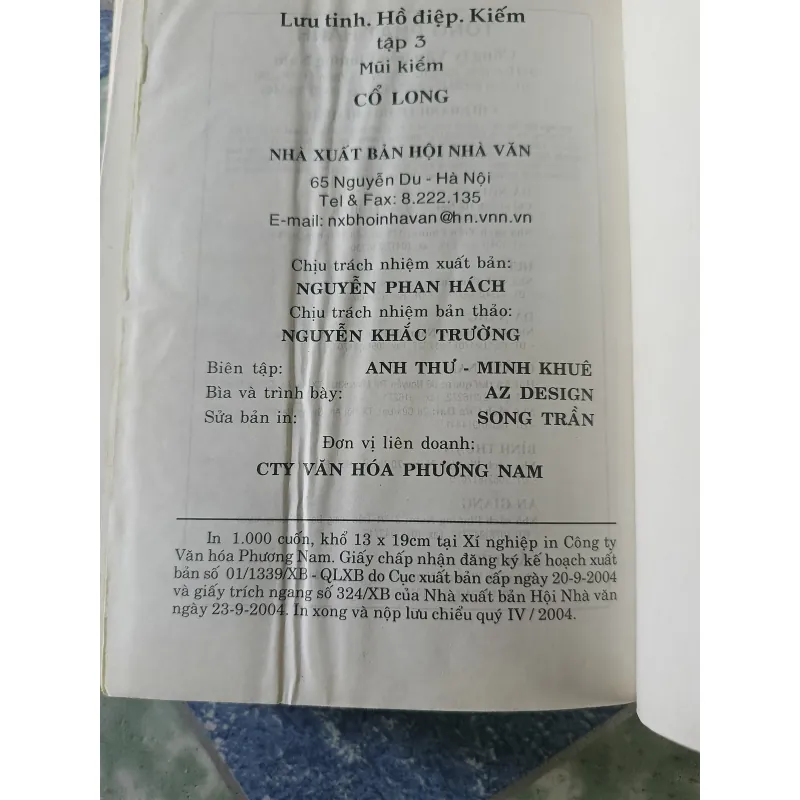 Lưu tinh. Hồ điệp. Kiếm
tập 3
Mũi kiếm
CỔ LONG
NHÀ XUẤT BẢN HỘI NHÀ VĂN
65 Nguyễn Du - Hà Nội
Tel & Fax: 8.222.135
E-mail: nxbhoinhavan@hn.vnn.vn
Chịu trách nhiệm xuất bản:
NGUYỄN PHAN HÁCH
Chịu trách nhiệm bản thảo:
NGUYỄN KHẮC TRƯỜNG
Biên tập: ANH THƯ - MINH KHUÊ
Bìa và trình bày: AZ DESIGN
Sửa bản in: SONG TRẦN
Đơn vị liên doanh:
CTY VĂN HÓA PHƯƠNG NAM
In 1.000 cuốn, khổ 13 x 19cm tại Xí nghiệp in Công ty
Văn hóa Phương Nam. Giấy chấp nhận đăng ký kế hoạch xuất
bản số 01/1339/XB - QLXB do Cục xuất bản cấp ngày 20-9-2004
và giấy trích ngang số 324/XB của Nhà xuất bản Hội Nhà văn
ngày 23-9-2004. In xong và nộp lưu chiểu quý IV / 2004.